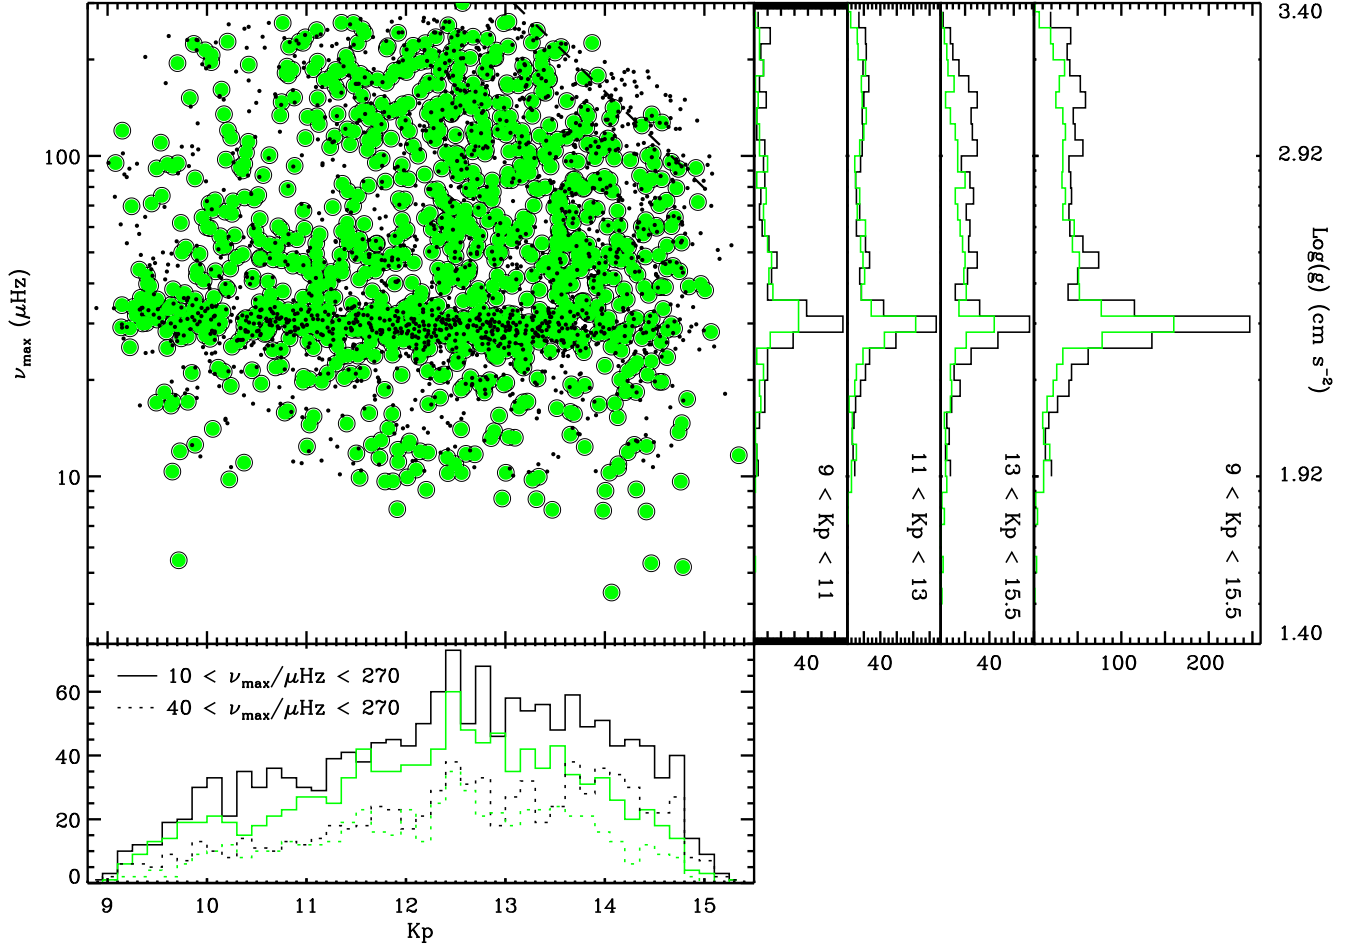 100
10
ν_max (μHz)
3.40
2.92
1.92
1.40
Log(g) (cm s⁻²)
9 < Kp < 11
11 < Kp < 13
13 < Kp < 15.5
9 < Kp < 15.5
40
40
40
100
200
10 < ν_max/μHz < 270
40 < ν_max/μHz < 270
60
40
20
0
9
10
11
12
13
14
15
Kp